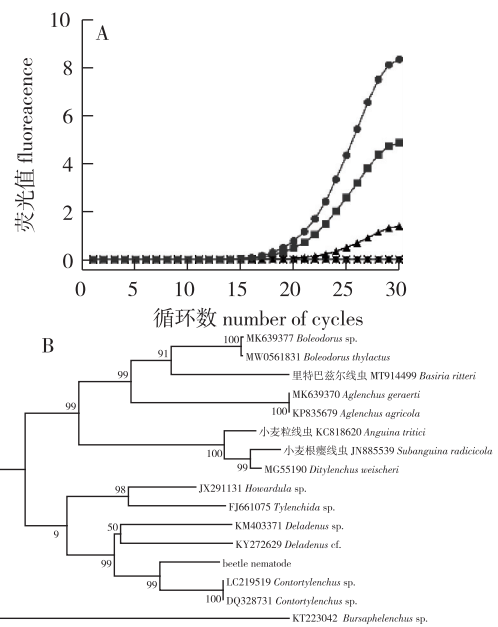 A
10
8
6
4
2
0
荧光值 fluoreacence
0 5 10 15 20 25 30
循环数 number of cycles
B
100
MK639377 Boleodorus sp.
MW0561831 Boleodorus thylactus
91
里特巴兹尔线虫 MT914499 Basiria ritteri
99
MK639370 Aglenchus geraerti
100
KP835679 Aglenchus agricola
99
小麦粒线虫 KC818620 Anguina tritici
100
小麦根瘿线虫 JN885539 Subanguina radicicola
99
MG55190 Ditylenchus weischeri
98
JX291131 Howardula sp.
FJ661075 Tylenchida sp.
9
50
KM403371 Deladenus sp.
KY272629 Deladenus cf.
99
beetle nematode
99
LC219519 Contortylenchus sp.
100
DQ328731 Contortylenchus sp.
KT223042 Bursaphelenchus sp.